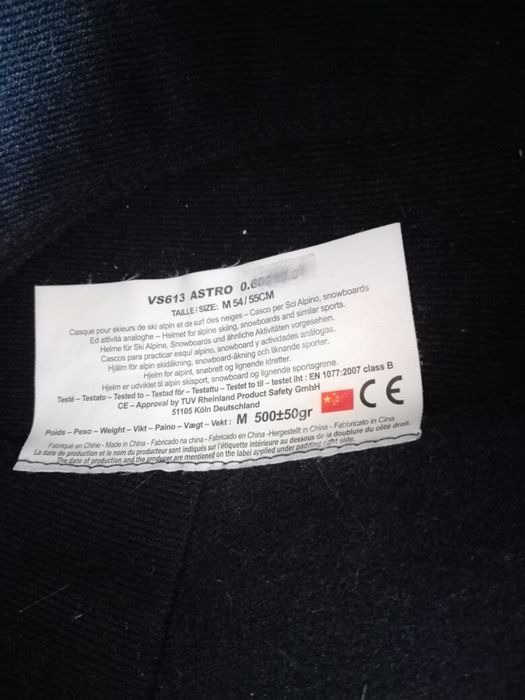 VS613 ASTRO
TAILLE / SIZE: M 54 / 55CM
Casque pour skieurs de ski alpin et de surf des neiges – Casco per Sci Alpino, snowboards
Ed attività analoghe – Helmet for alpine skiing, snowboards and similar sports.
Helme für Ski Alpine, Snowboards und ähnliche Aktivitäten vorgesehen.
Cascos para practicar esquí alpino, snowboard y actividades análogas.
Hjälm för alpin skidåkning, snowboard-åkning och liknande sporter.
Hjelm for alpint, snøbrett og lignende idretter.
Hjelm er udviklet til alpin skisport, snowboard og lignende sportsgrene.
Testé – Testato – Tested to – Testad för – Testattu – Testet to til – testet iht : EN 1077:2007 class B
CE – Approval by TUV Rheinland Product Safety GmbH
51105 Köln Deutschland
CE
Poids – Peso – Weight – Vikt – Paino – Vægt – Vekt : M 500±50gr
Fabriqué en Chine - Made in China - Fabricado na china - Fabricado en China -Hergestellt in China - Fabbricato in Cina
La date de production et le nom du producteur sont indiqués sur l'étiquette intérieure au dessous de la doublure du côté droit.
The date of production and the producer are mentioned on the label applied under padding right side.